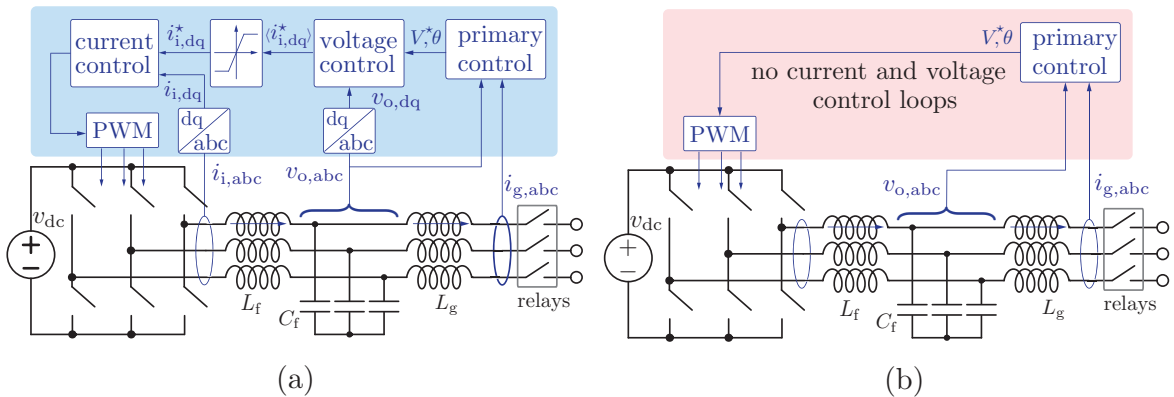 current
control
i*i,dq
⟨i*i,dq⟩
voltage
control
V,*θ
primary
control
ii,dq
vo,dq
PWM
dq
abc
dq
abc
ii,abc
vo,abc
ig,abc
vdc
+
−
Lf
Cf
Lg
relays
(a)
V,*θ
primary
control
no current and voltage
control loops
PWM
vo,abc
ig,abc
vdc
+
−
Lf
Cf
Lg
relays
(b)